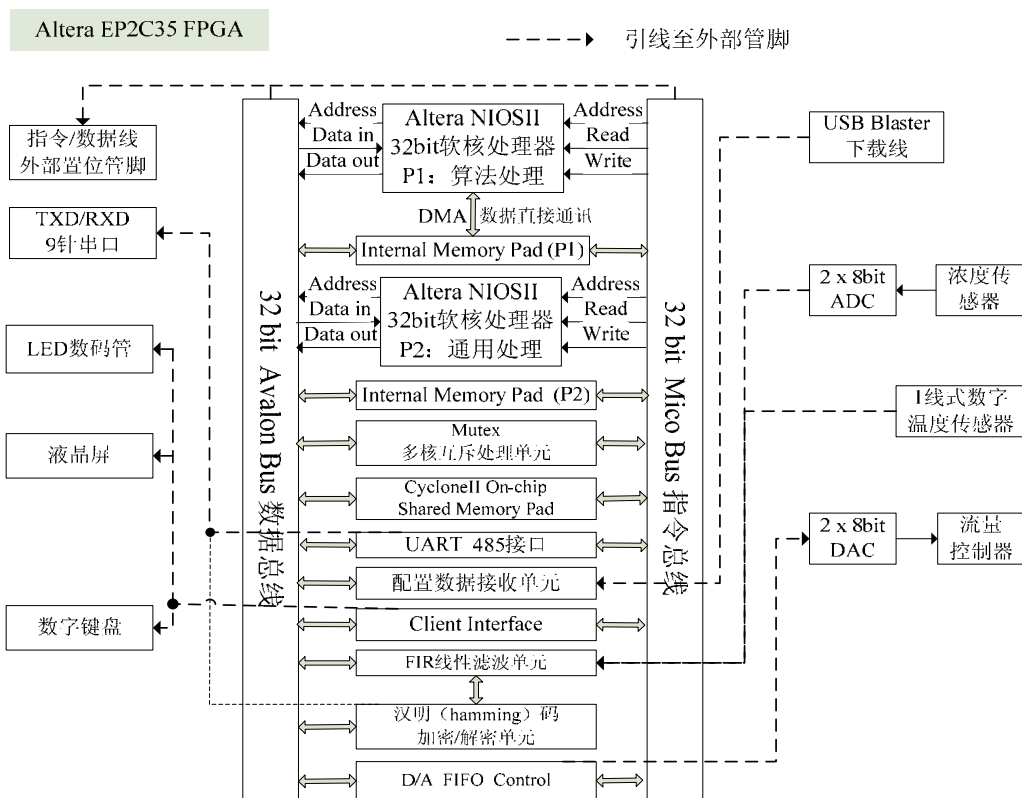 Altera EP2C35 FPGA
引线至外部管脚
指令/数据线
外部置位管脚
TXD/RXD
9针串口
LED数码管
液晶屏
数字键盘
32 bit Avalon Bus 数据总线
Address
Data in
Data out
Altera NIOSII
32bit软核处理器
P1：算法处理
Address
Read
Write
DMA 数据直接通讯
Internal Memory Pad (P1)
Address
Data in
Data out
Altera NIOSII
32bit软核处理器
P2：通用处理
Address
Read
Write
Internal Memory Pad (P2)
Mutex
多核互斥处理单元
CycloneII On-chip
Shared Memory Pad
UART 485接口
配置数据接收单元
Client Interface
FIR线性滤波单元
汉明（hamming）码
加密/解密单元
D/A FIFO Control
32 bit Mico Bus 指令总线
USB Blaster
下载线
2 x 8bit
ADC
浓度传
感器
1线式数字
温度传感器
2 x 8bit
DAC
流量
控制器